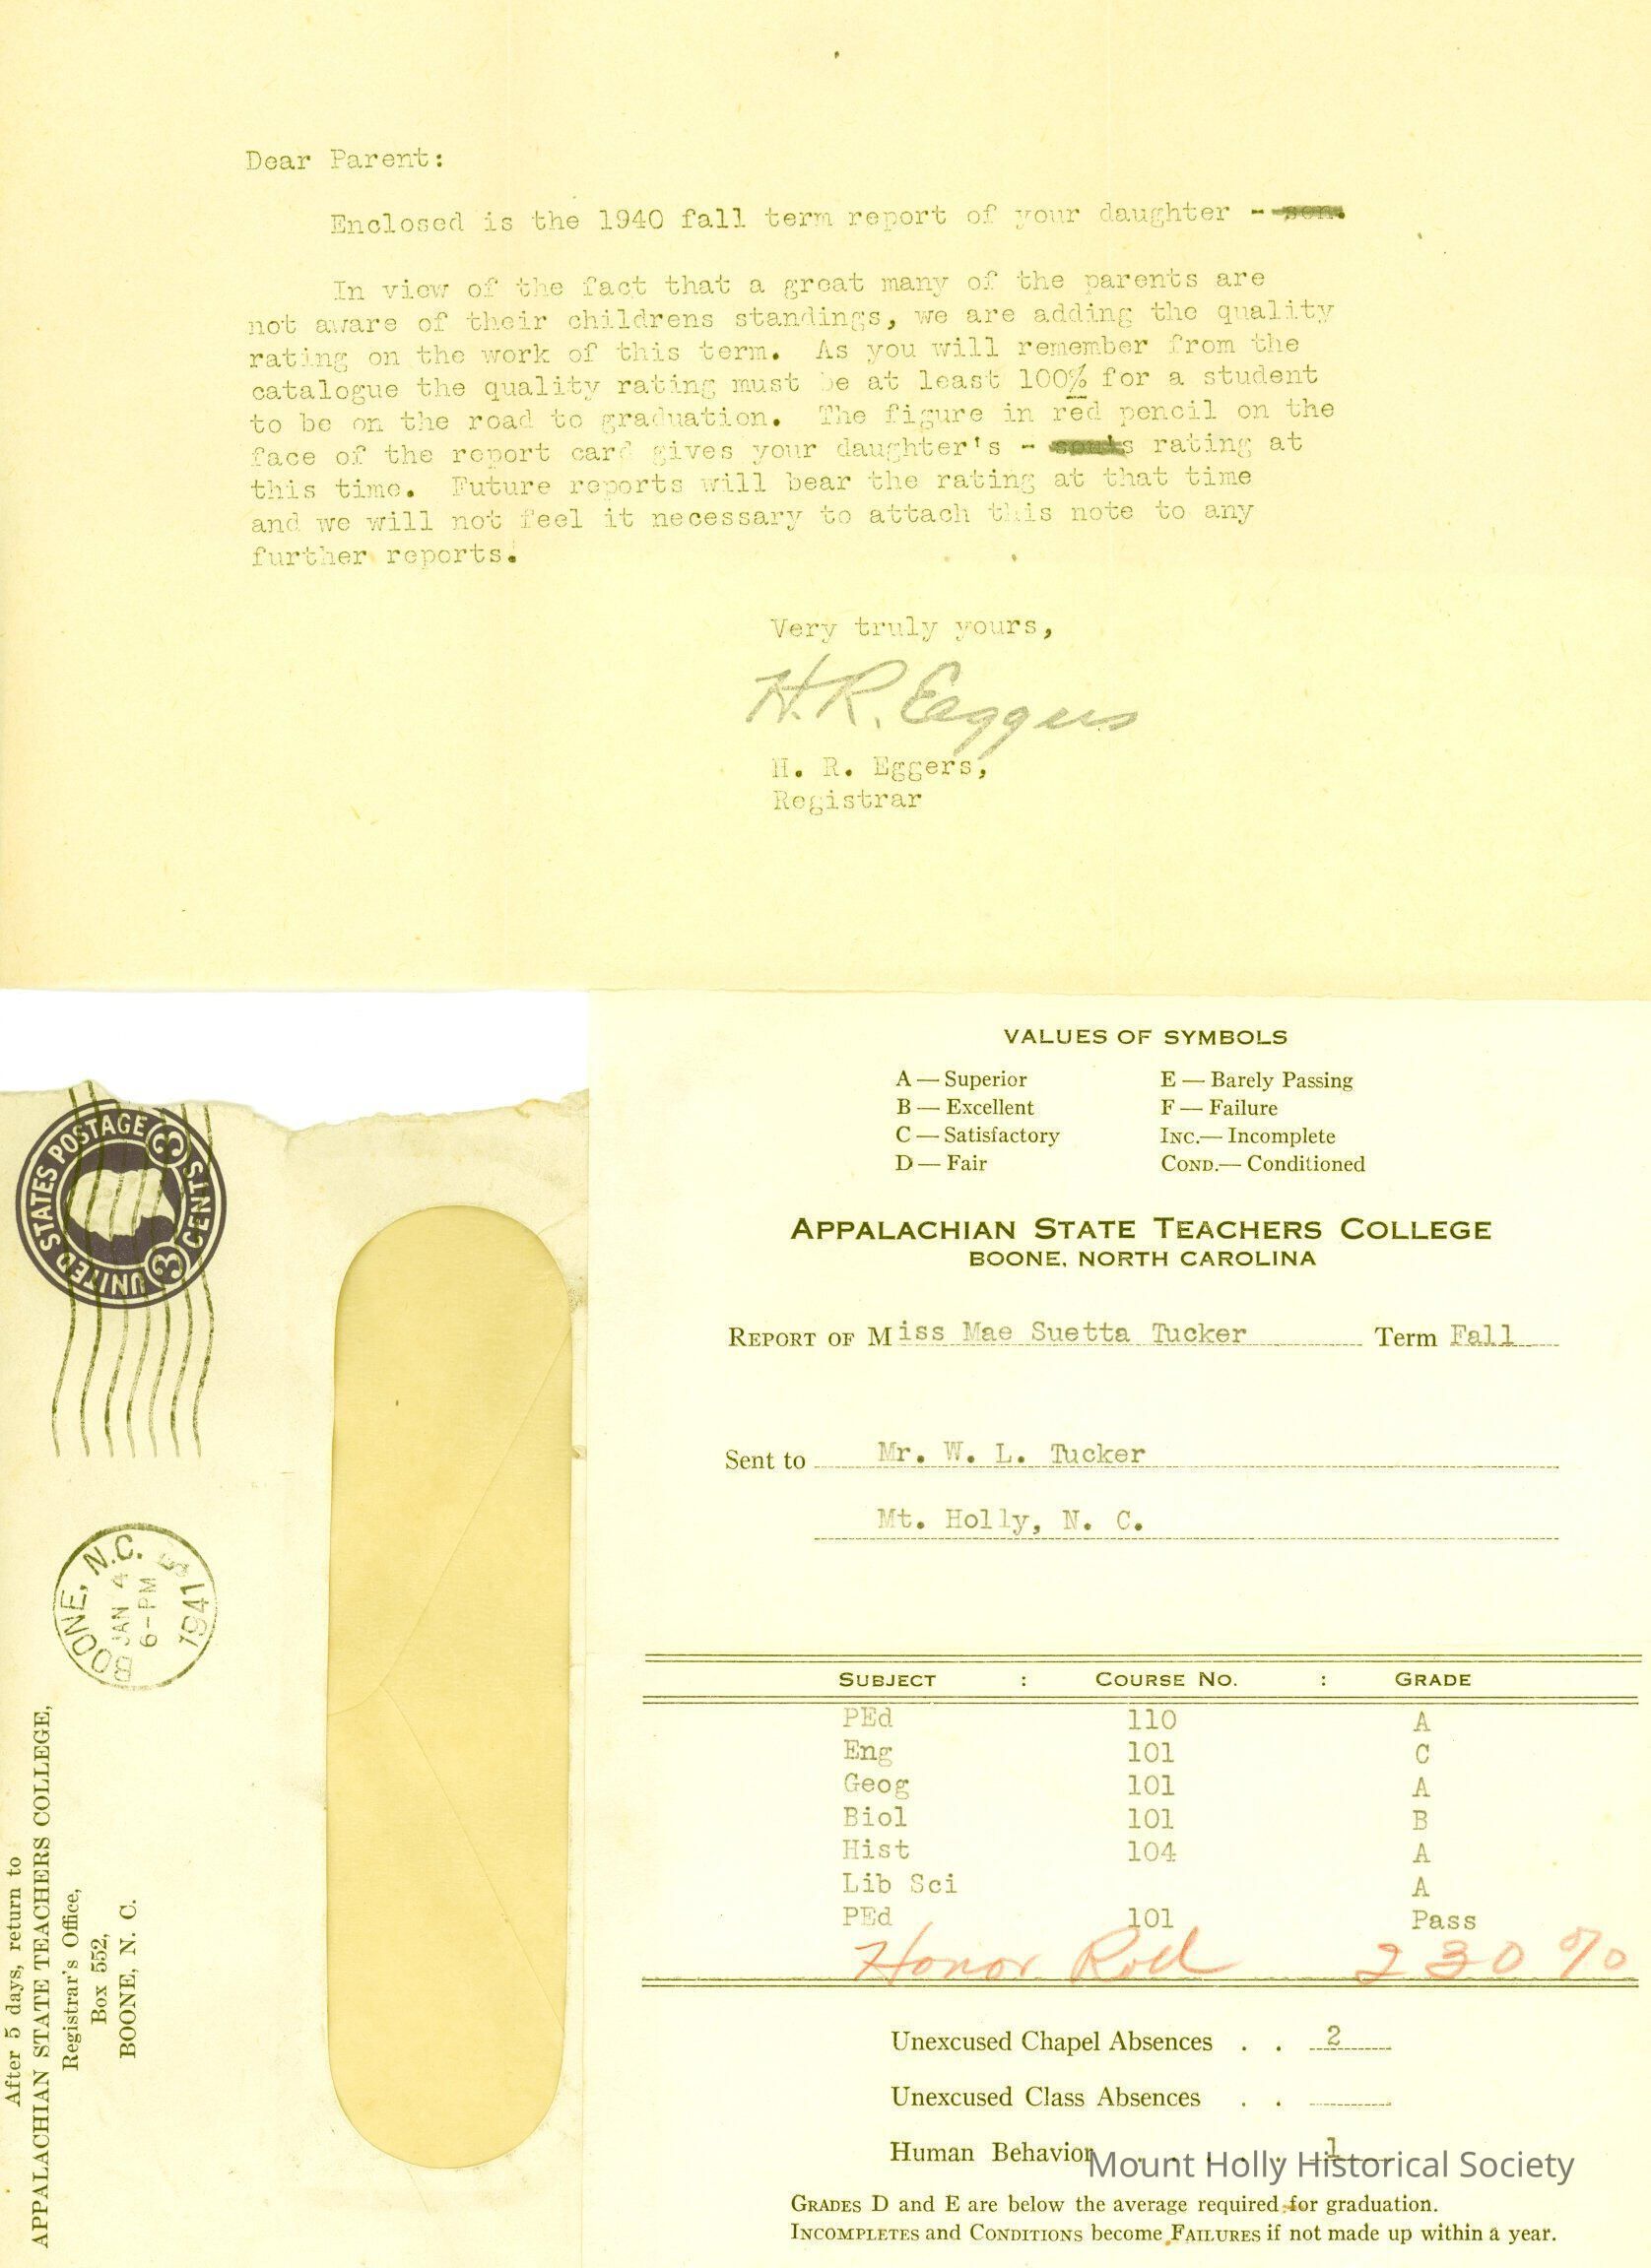 Dear Parent:
Enclosed is the 1940 fall term report of your daughter - son.
In view of the fact that a great many of the parents are
not aware of their childrens standings, we are adding the quality
rating on the work of this term. As you will remember from the
catalogue the quality rating must be at least 100% for a student
to be on the road to graduation. The figure in red pencil on the
face of the report card gives your daughter's - son's rating at
this time. Future reports will bear the rating at that time
and we will not feel it necessary to attach this note to any
further reports.
Very truly yours,
H. R. Eggers
H. R. Eggers,
Registrar
UNITED STATES POSTAGE 3 CENTS 3
BOONE, N.C.
JAN 4
6-PM
1941
After 5 days, return to
APPALACHIAN STATE TEACHERS COLLEGE,
Registrar's Office,
Box 552,
BOONE, N. C.
VALUES OF SYMBOLS
A — Superior E — Barely Passing
B — Excellent F — Failure
C — Satisfactory INC.— Incomplete
D — Fair COND.— Conditioned
APPALACHIAN STATE TEACHERS COLLEGE
BOONE, NORTH CAROLINA
REPORT OF Miss Mae Suetta Tucker Term Fall
Sent to Mr. W. L. Tucker
Mt. Holly, N. C.
SUBJECT : COURSE NO. : GRADE
PEd 110 A
Eng 101 C
Geog 101 A
Biol 101 B
Hist 104 A
Lib Sci A
PEd 101 Pass
Honor Roll 230%
Unexcused Chapel Absences . . 2
Unexcused Class Absences . .
Human Behavior . . . . 1
Mount Holly Historical Society
GRADES D and E are below the average required for graduation.
INCOMPLETES and CONDITIONS become FAILURES if not made up within a year.